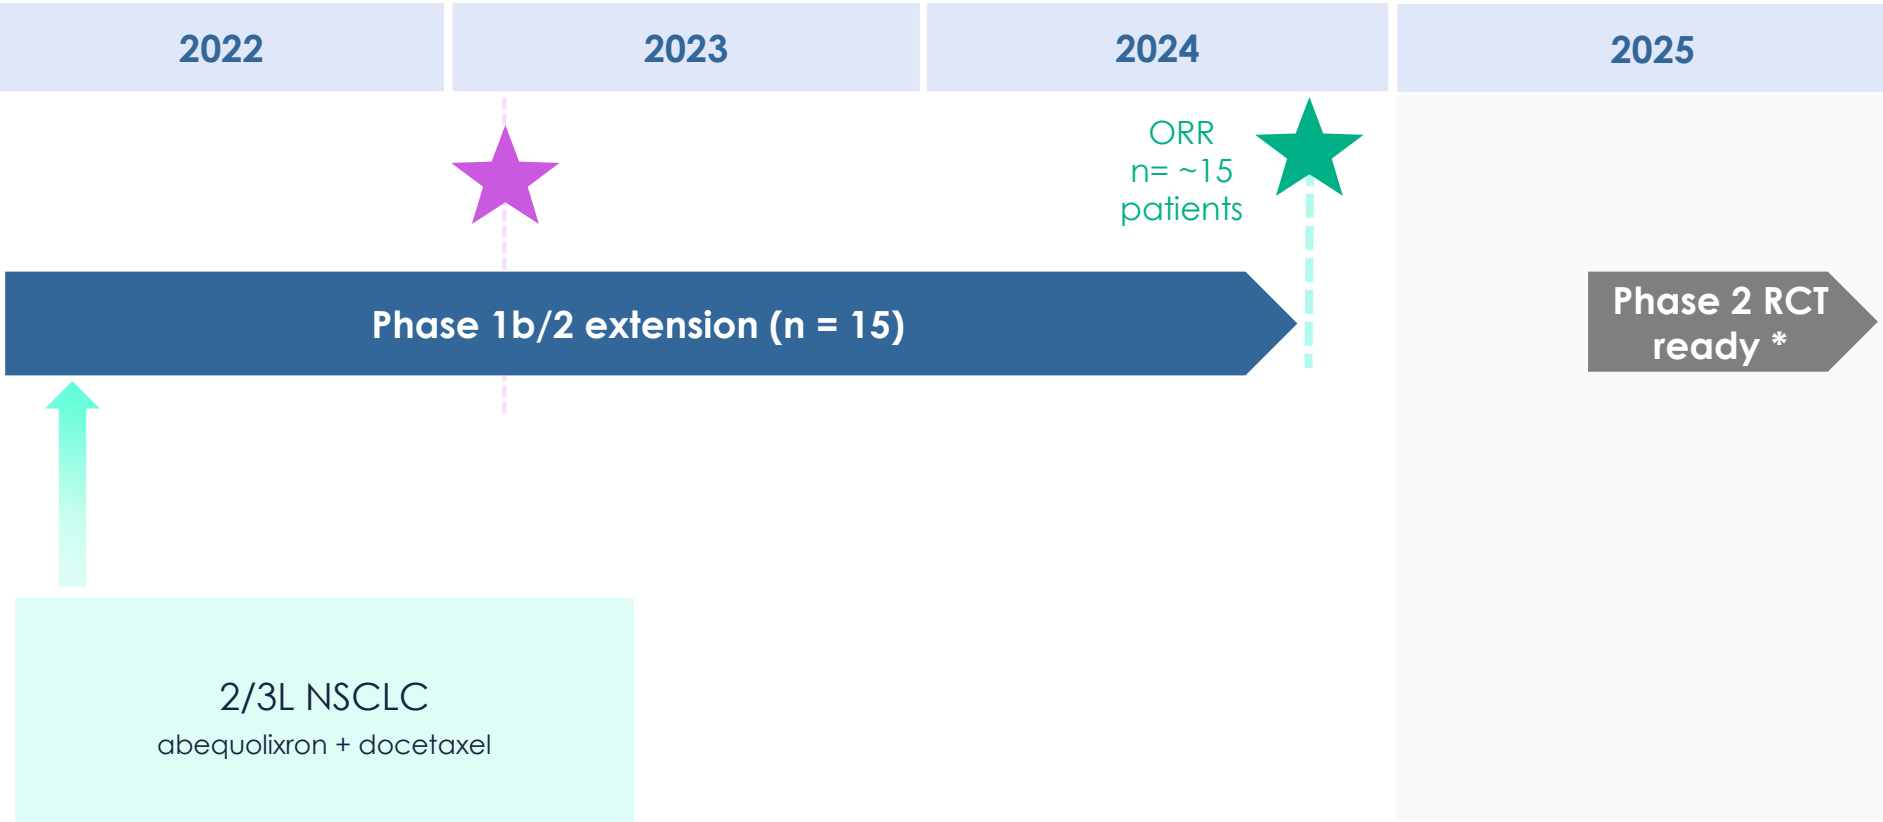 2022
2023
2024
2025
ORR
n= ~15
patients
Phase 1b/2 extension (n = 15)
Phase 2 RCT
ready *
2/3L NSCLC
abequolixron + docetaxel